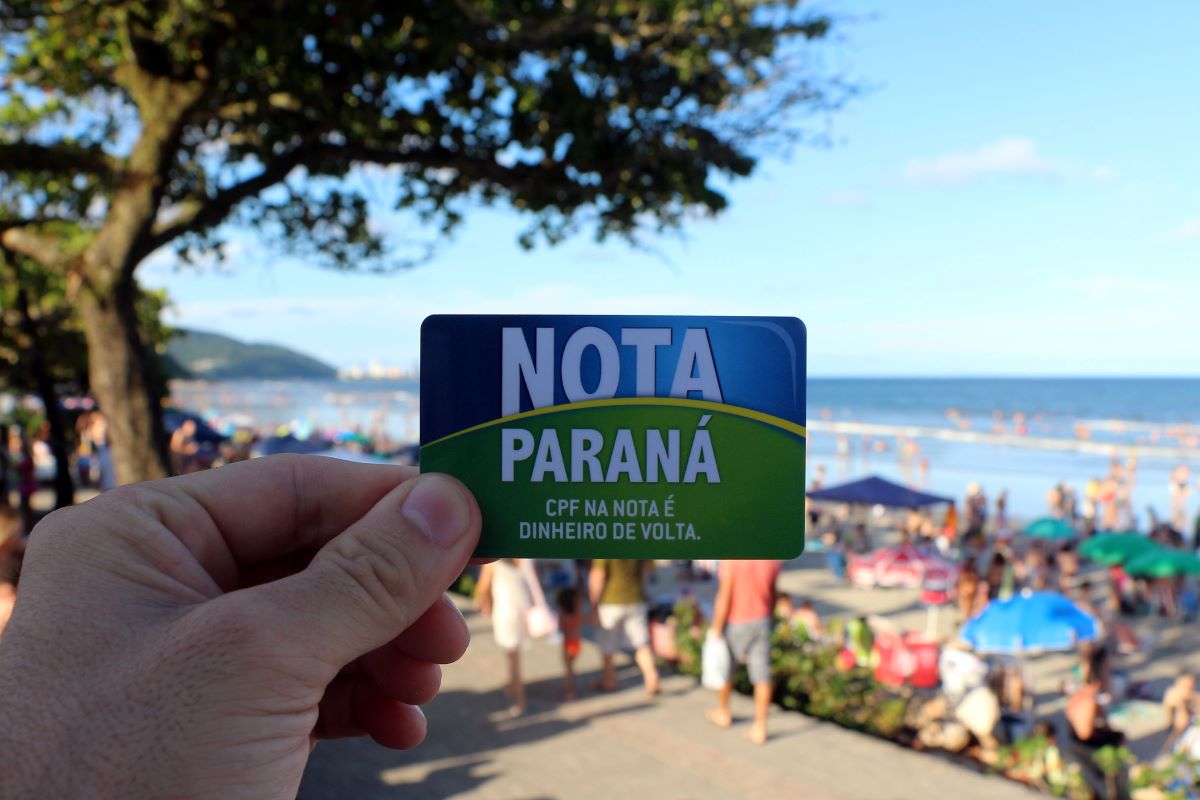 NOTA
PARANÁ
CPF NA NOTA É
DINHEIRO DE VOLTA.